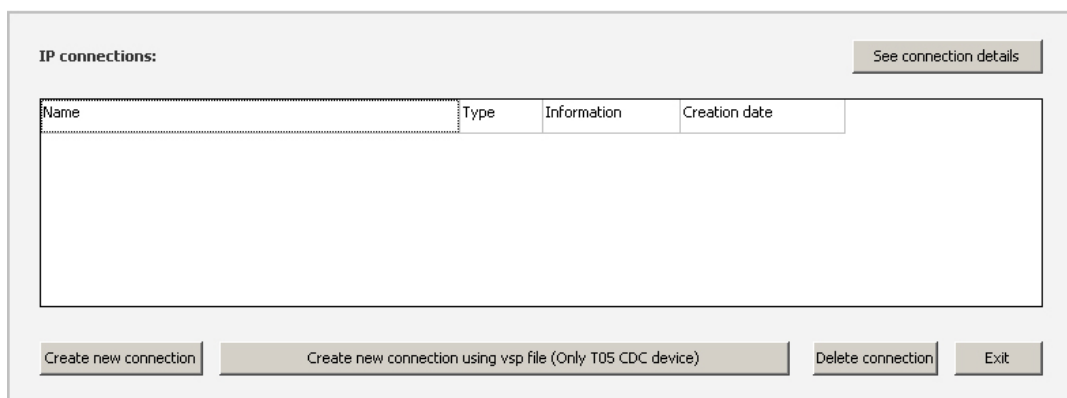 IP connections:
See connection details
Name Type Information Creation date
Create new connection Create new connection using vsp file (Only T05 CDC device) Delete connection Exit